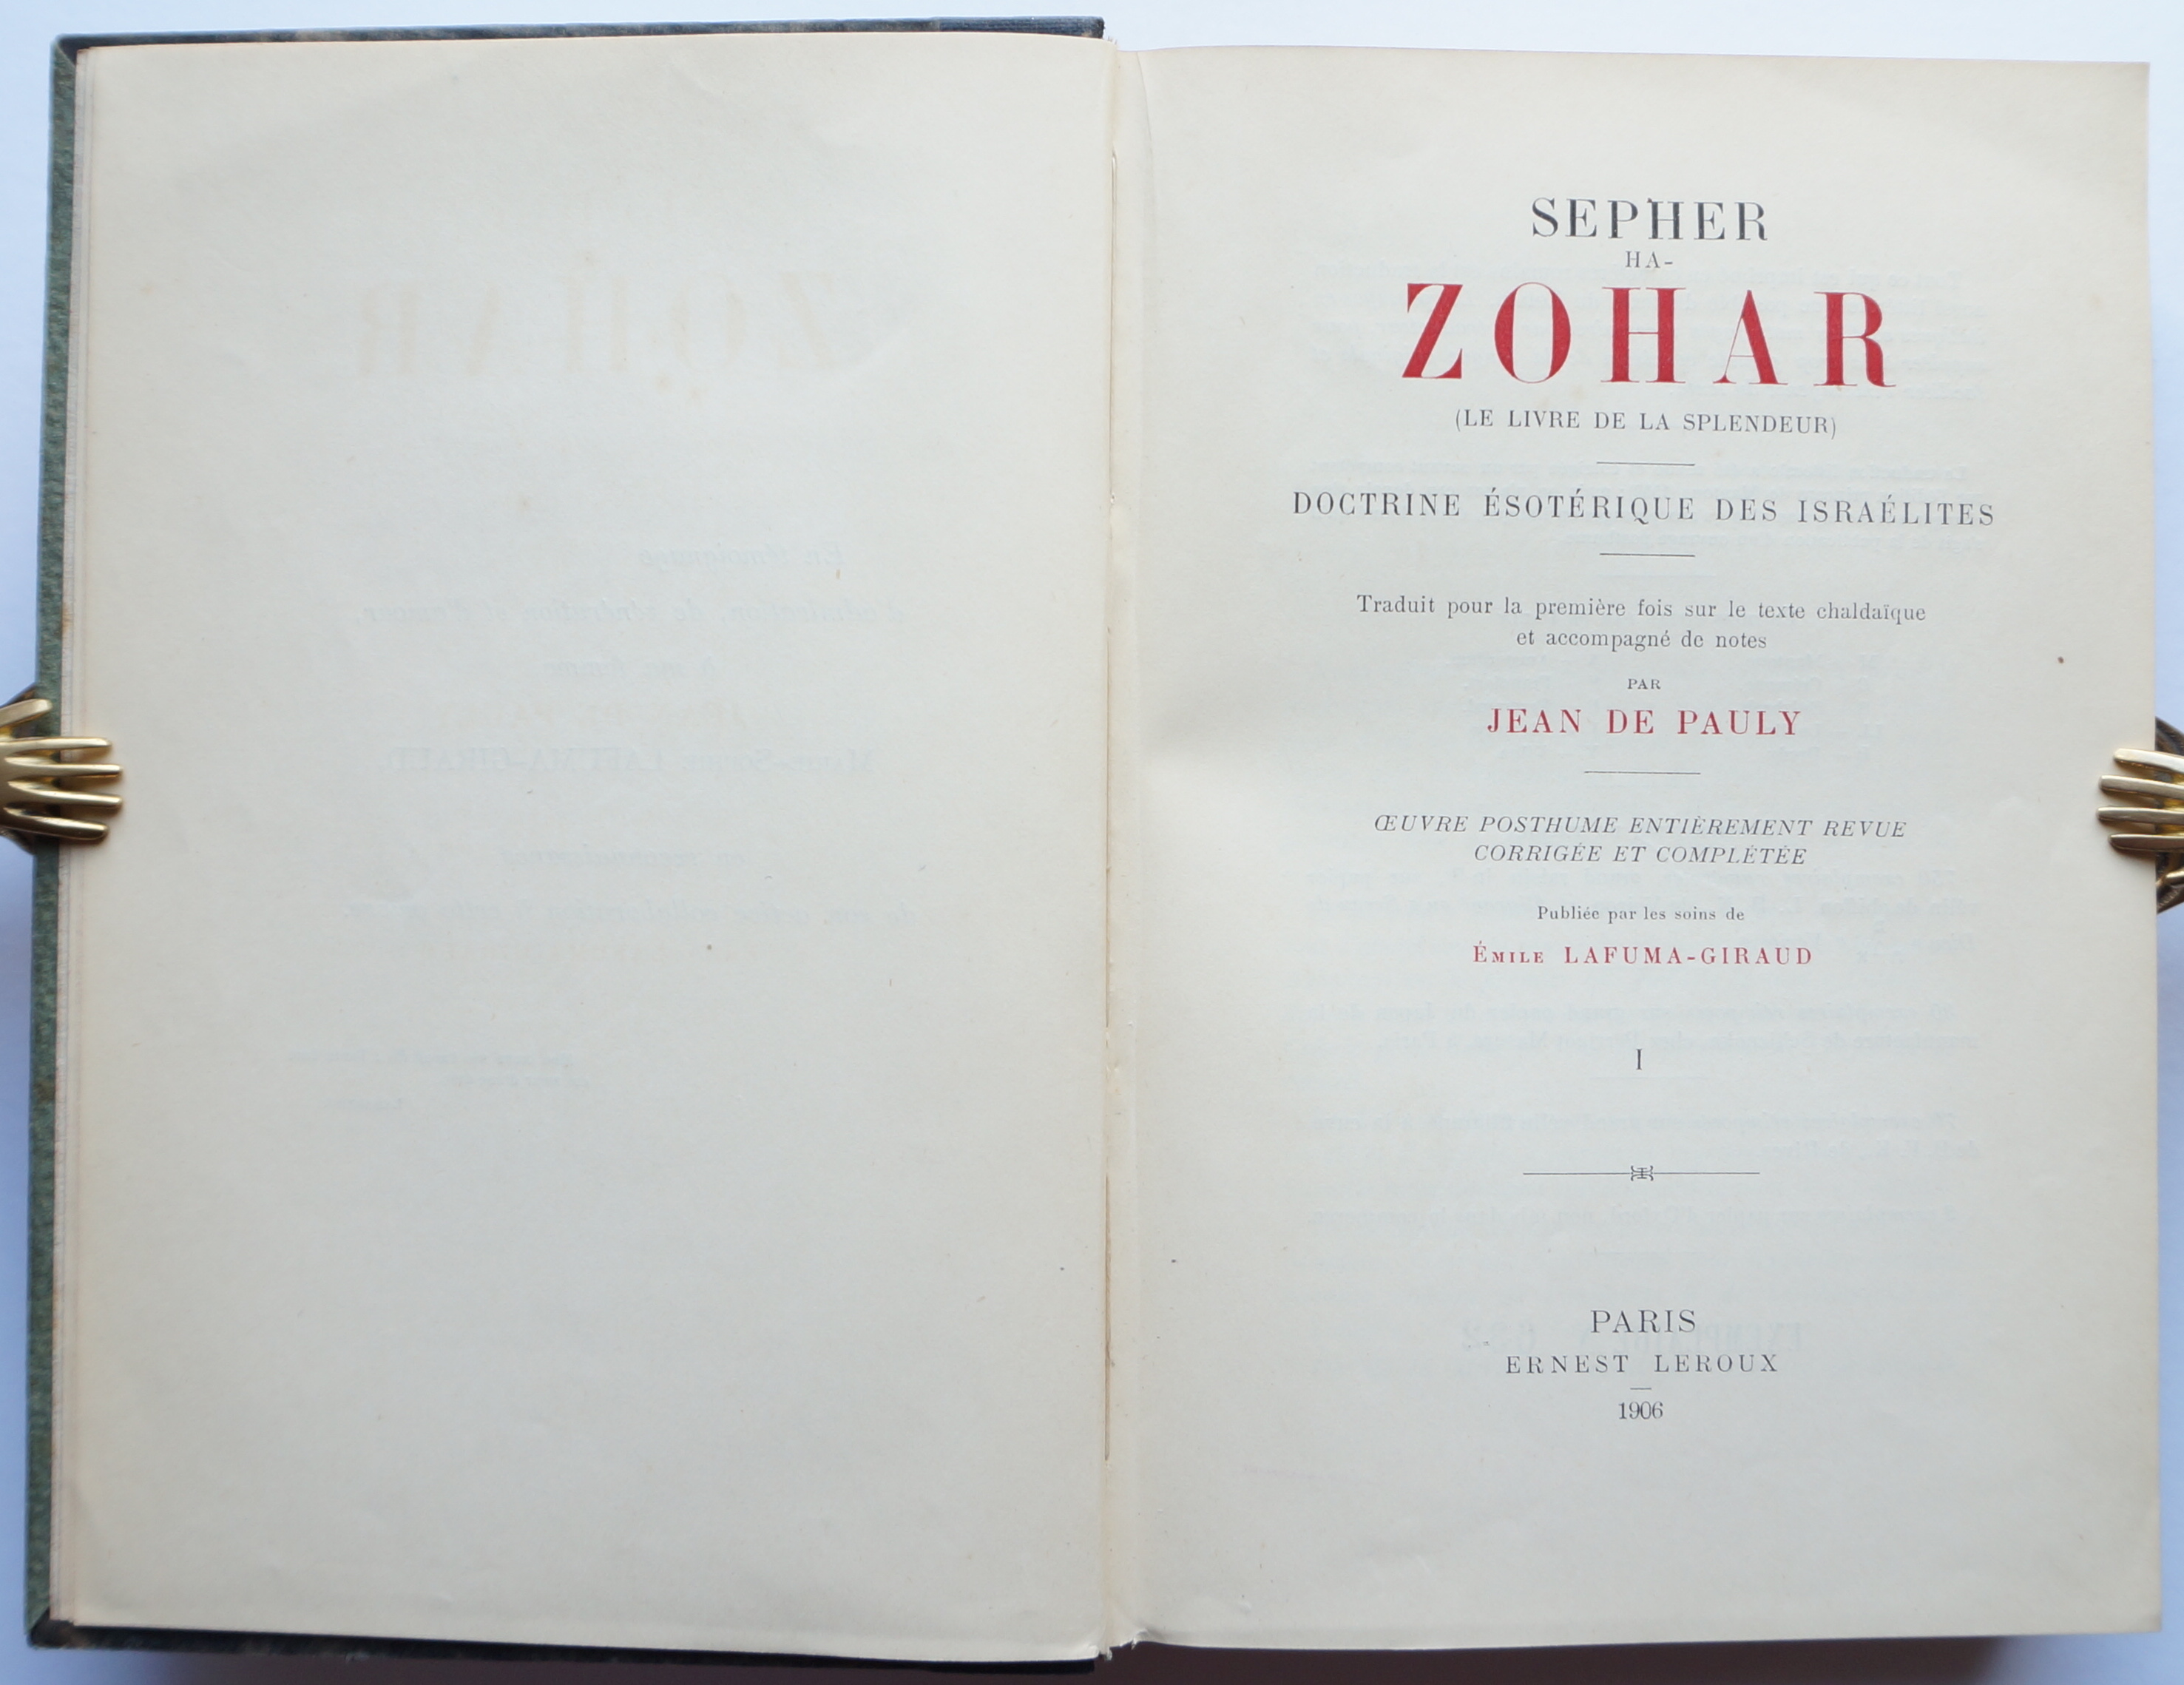 SEPHER
HA-
ZOHAR
(LE LIVRE DE LA SPLENDEUR)
DOCTRINE ÉSOTÉRIQUE DES ISRAÉLITES
Traduit pour la première fois sur le texte chaldaïque
et accompagné de notes
PAR
JEAN DE PAULY
ŒUVRE POSTHUME ENTIÈREMENT REVUE
CORRIGÉE ET COMPLÉTÉE
Publiée par les soins de
ÉMILE LAFUMA-GIRAUD
I
PARIS
ERNEST LEROUX
1906